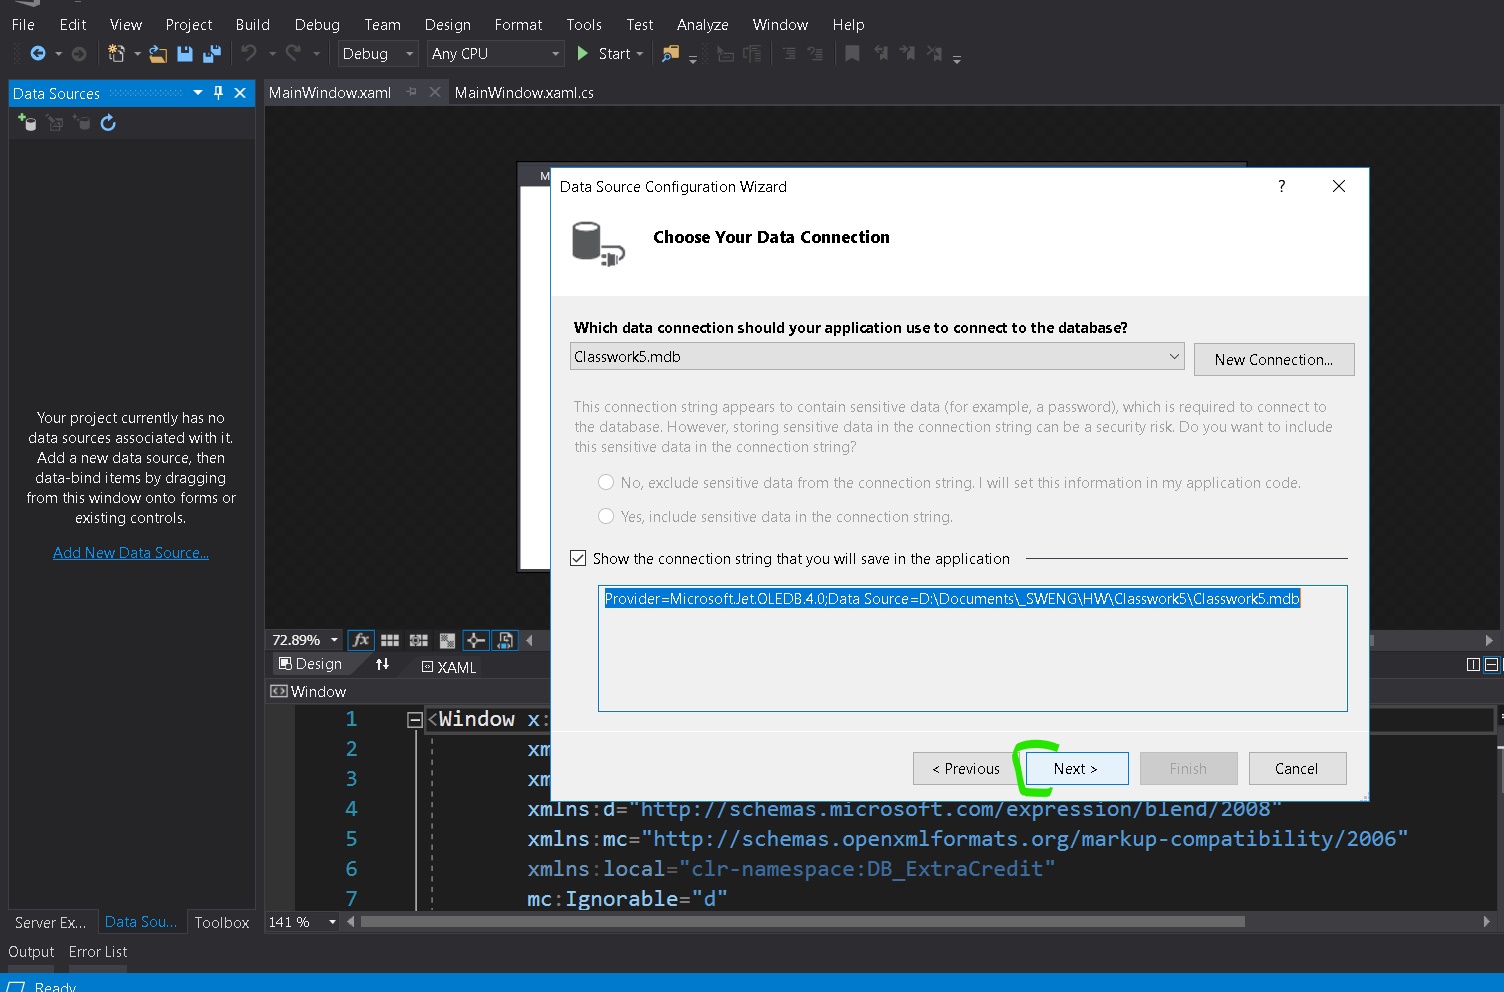 File Edit View Project Build Debug Team Design Format Tools Test Analyze Window Help
Debug Any CPU Start
Data Sources
MainWindow.xaml MainWindow.xaml.cs
Your project currently has no
data sources associated with it.
Add a new data source, then
data-bind items by dragging
from this window onto forms or
existing controls.
Add New Data Source...
M
Data Source Configuration Wizard
?
Choose Your Data Connection
Which data connection should your application use to connect to the database?
Classwork5.mdb
New Connection...
This connection string appears to contain sensitive data (for example, a password), which is required to connect to
the database. However, storing sensitive data in the connection string can be a security risk. Do you want to include
this sensitive data in the connection string?
No, exclude sensitive data from the connection string. I will set this information in my application code.
Yes, include sensitive data in the connection string.
Show the connection string that you will save in the application
Provider=Microsoft.Jet.OLEDB.4.0;Data Source=D:\Documents\_SWENG\HW\Classwork5\Classwork5.mdb
< Previous Next > Finish Cancel
72.89% fx
Design XAML
Window
1 <Window x:
2 xm
3 xm
4 xmlns:d="http://schemas.microsoft.com/expression/blend/2008"
5 xmlns:mc="http://schemas.openxmlformats.org/markup-compatibility/2006"
6 xmlns:local="clr-namespace:DB_ExtraCredit"
7 mc:Ignorable="d"
141 %
Server Ex... Data Sou... Toolbox
Output Error List
Ready